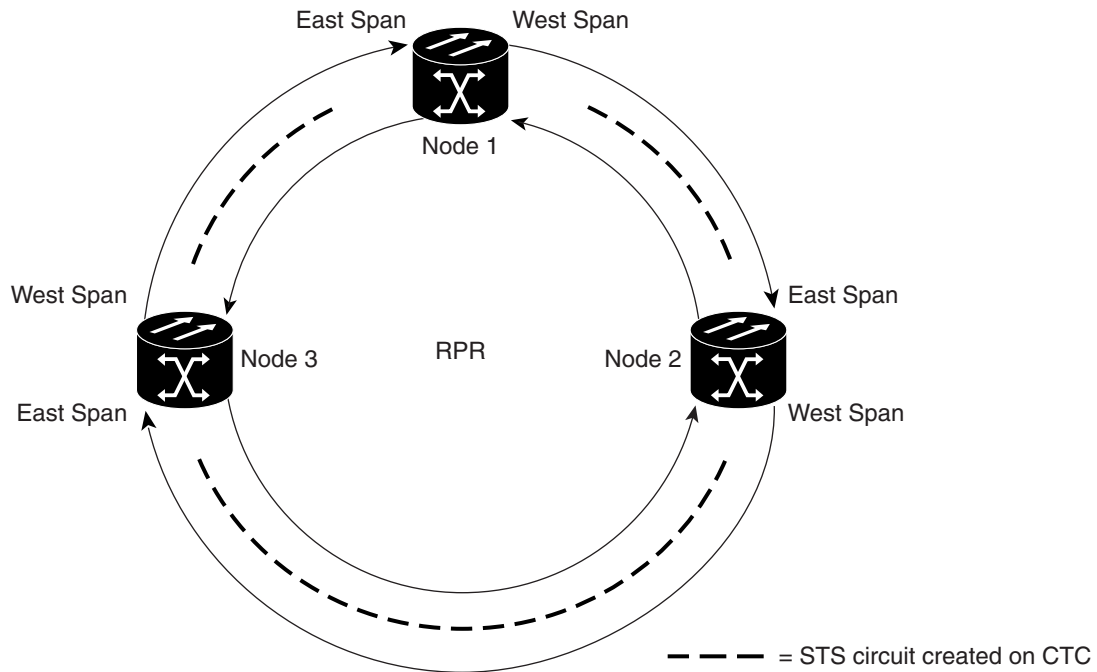 East Span
West Span
Node 1
West Span
East Span
Node 3
RPR
Node 2
East Span
West Span
= STS circuit created on CTC